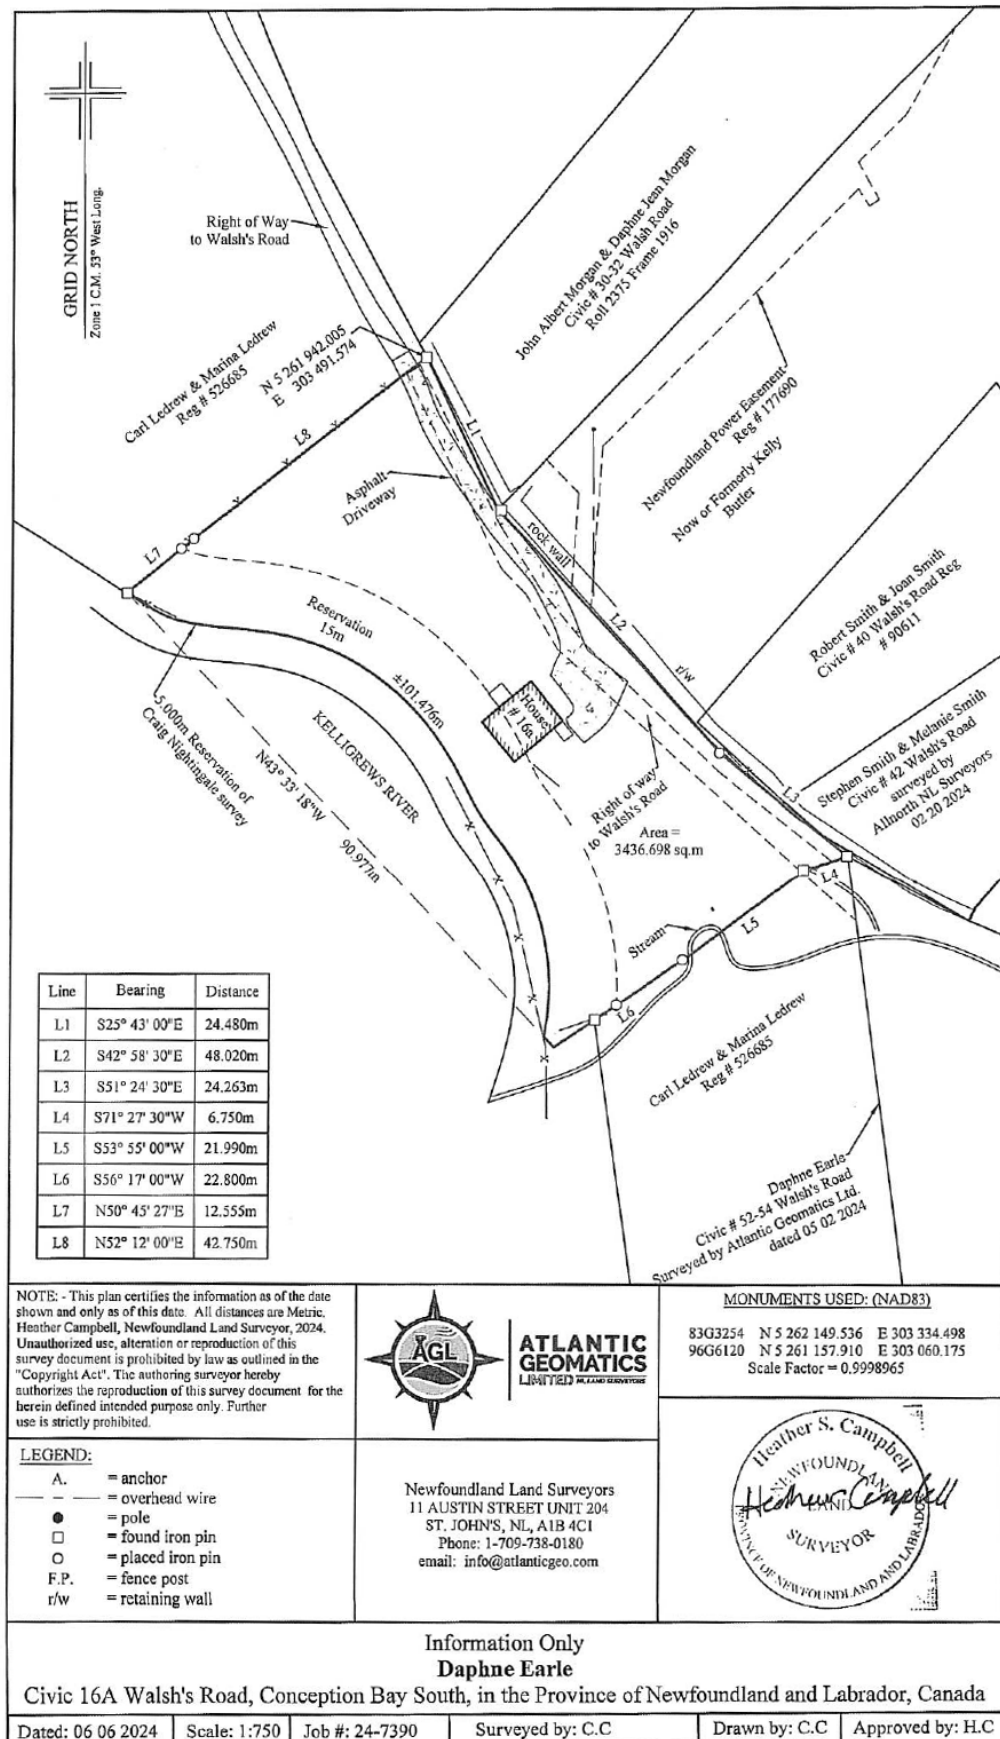 GRID NORTH
Zone 1 C.M. 53° West Long.
Right of Way
to Walsh's Road
John Albert Morgan & Daphne Jean Morgan
Civic # 30-32 Walsh Road
Roll 2375 Frame 1916
Carl Ledrew & Marina Ledrew
Reg # 526685
N 5 261 942.005
E 303 491.574
L8
L1
Asphalt
Driveway
Newfoundland Power Easement
Reg # 177690
Now or Formerly Kelly
Butler
L7
rock wall
Reservation
15m
L2
Robert Smith & Joan Smith
Civic # 40 Walsh's Road Reg
# 90611
r/w
±101.476m
House
# 16a
5.000m Reservation of
Craig Nightingale survey
KELLIGREWS RIVER
N43° 33' 18"W
90.977m
Stephen Smith & Melanie Smith
Civic # 42 Walsh's Road
surveyed by
Allnorth NL Surveyors
02 20 2024
Right of way
to Walsh's Road
L3
Area =
3436.698 sq.m
L4
Stream
L5
L6
Carl Ledrew & Marina Ledrew
Reg # 526685
Daphne Earle
Civic # 52-54 Walsh's Road
Surveyed by Atlantic Geomatics Ltd.
dated 05 02 2024
Line Bearing Distance
L1 S25° 43' 00"E 24.480m
L2 S42° 58' 30"E 48.020m
L3 S51° 24' 30"E 24.263m
L4 S71° 27' 30"W 6.750m
L5 S53° 55' 00"W 21.990m
L6 S56° 17' 00"W 22.800m
L7 N50° 45' 27"E 12.555m
L8 N52° 12' 00"E 42.750m
NOTE: - This plan certifies the information as of the date
shown and only as of this date. All distances are Metric.
Heather Campbell, Newfoundland Land Surveyor, 2024.
Unauthorized use, alteration or reproduction of this
survey document is prohibited by law as outlined in the
"Copyright Act". The authoring surveyor hereby
authorizes the reproduction of this survey document for the
herein defined intended purpose only. Further
use is strictly prohibited.
AGL
ATLANTIC
GEOMATICS
LIMITED NL LAND SURVEYORS
MONUMENTS USED: (NAD83)
83G3254 N 5 262 149.536 E 303 334.498
96G6120 N 5 261 157.910 E 303 060.175
Scale Factor = 0.9998965
LEGEND:
A. = anchor
= overhead wire
= pole
= found iron pin
= placed iron pin
F.P. = fence post
r/w = retaining wall
Newfoundland Land Surveyors
11 AUSTIN STREET UNIT 204
ST. JOHN'S, NL, A1B 4C1
Phone: 1-709-738-0180
email: info@atlanticgeo.com
Heather S. Campbell
NEWFOUNDLAND
LAND
SURVEYOR
PROVINCE OF NEWFOUNDLAND AND LABRADOR
Heather Campbell
Information Only
Daphne Earle
Civic 16A Walsh's Road, Conception Bay South, in the Province of Newfoundland and Labrador, Canada
Dated: 06 06 2024 Scale: 1:750 Job #: 24-7390 Surveyed by: C.C Drawn by: C.C Approved by: H.C